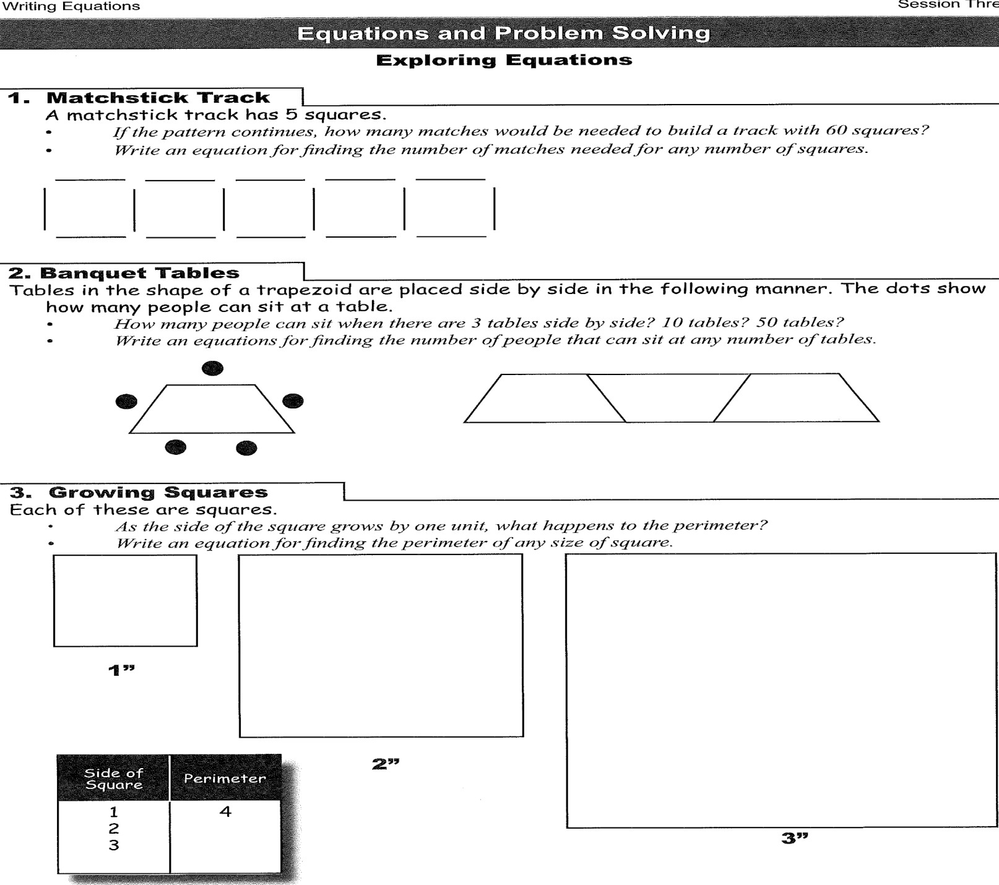 Writing Equations
Session Thre
Equations and Problem Solving
Exploring Equations
1. Matchstick Track
A matchstick track has 5 squares.
• If the pattern continues, how many matches would be needed to build a track with 60 squares?
• Write an equation for finding the number of matches needed for any number of squares.
2. Banquet Tables
Tables in the shape of a trapezoid are placed side by side in the following manner. The dots show
how many people can sit at a table.
• How many people can sit when there are 3 tables side by side? 10 tables? 50 tables?
• Write an equations for finding the number of people that can sit at any number of tables.
3. Growing Squares
Each of these are squares.
• As the side of the square grows by one unit, what happens to the perimeter?
• Write an equation for finding the perimeter of any size of square.
1”
2”
3”
Side of
Square
Perimeter
1 4
2
3